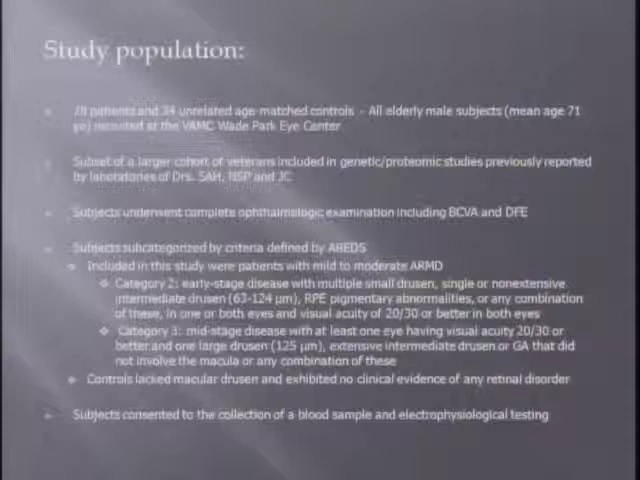 Study population:
patients and 34 unrelated age-matched controls - All elderly male subjects (mean age 71
yo) recruited at the VAMC Wade Park Eye Center
Subset of a larger cohort of veterans included in genetic/proteomic studies previously reported
by laboratories of Drs. SAH, NSP and JC
Subjects underwent complete ophthalmologic examination including BCVA and DFE
Subjects subcategorized by criteria defined by AREDS
Included in this study were patients with mild to moderate ARMD
Category 2: early-stage disease with multiple small drusen, single or nonextensive
intermediate drusen (63-124 µm), RPE pigmentary abnormalities, or any combination
of these, in one or both eyes and visual acuity of 20/30 or better in both eyes
Category 3: mid-stage disease with at least one eye having visual acuity 20/30 or
better and one large drusen (125 µm), extensive intermediate drusen or GA that did
not involve the macula or any combination of these
Controls lacked macular drusen and exhibited no clinical evidence of any retinal disorder
Subjects consented to the collection of a blood sample and electrophysiological testing